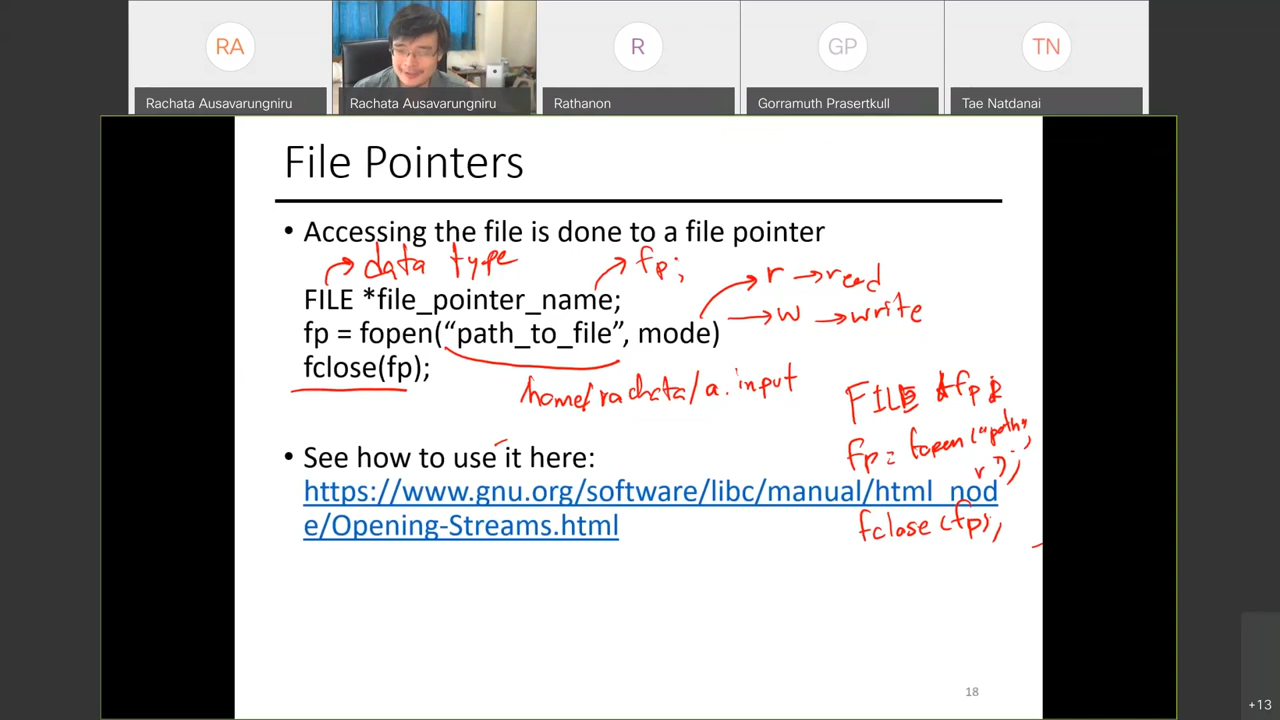 RA
R
GP
TN
Rachata Ausavarungniru
Rachata Ausavarungniru
Rathanon
Gorramuth Prasertkull
Tae Natdanai
File Pointers
• Accessing the file is done to a file pointer
data type
fp;
r → read
FILE *file_pointer_name;
w → write
fp = fopen(“path_to_file”, mode)
fclose(fp);
home/rachata/a.input
FILE *fp;
fp = fopen("path",
r");
• See how to use it here:
https://www.gnu.org/software/libc/manual/html_nod
e/Opening-Streams.html
fclose(fp);
18
+13